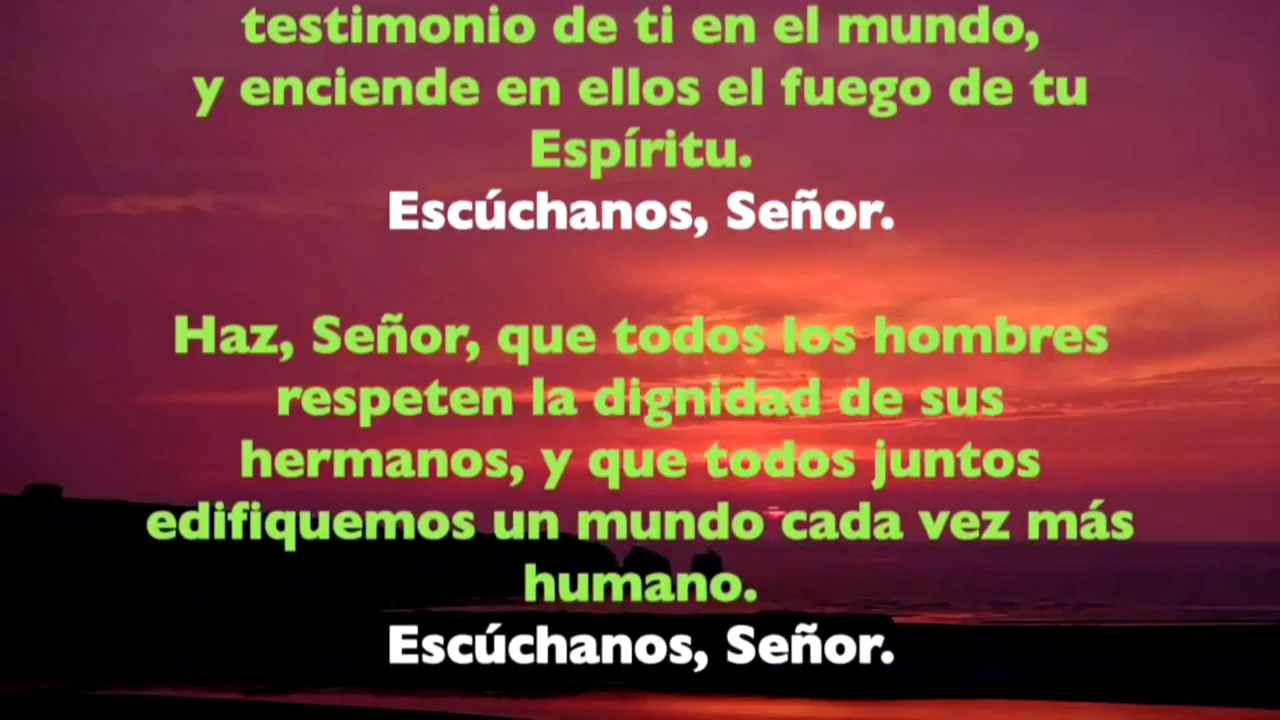 testimonio de ti en el mundo,
y enciende en ellos el fuego de tu
Espíritu.
Escúchanos, Señor.
Haz, Señor, que todos los hombres
respeten la dignidad de sus
hermanos, y que todos juntos
edifiquemos un mundo cada vez más
humano.
Escúchanos, Señor.